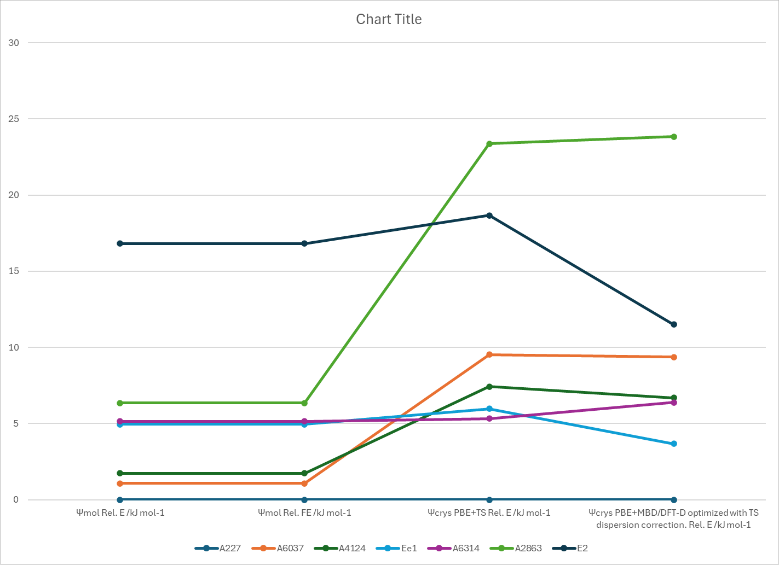 Chart Title
30
25
20
15
10
5
0
Ψmol Rel. E /kJ mol-1
Ψmol Rel. FE /kJ mol-1
Ψcrys PBE+TS Rel. E /kJ mol-1
Ψcrys PBE+MBD/DFT-D optimized with TS
dispersion correction. Rel. E /kJ mol-1
A227
A6037
A4124
Ee1
A6314
A2863
E2